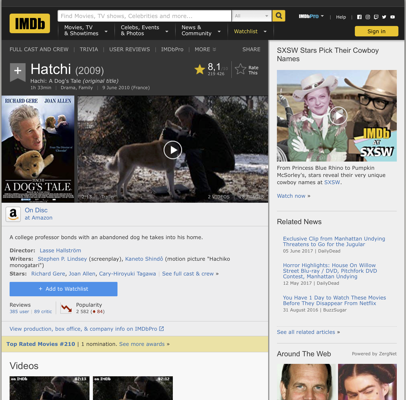 IMDb
Find Movies, TV shows, Celebrities and more...
All
IMDbPro
Help
Movies, TV
& Showtimes
Celebs, Events
& Photos
News &
Community
Watchlist
Sign in
FULL CAST AND CREW | TRIVIA | USER REVIEWS | IMDbPro | MORE
SHARE
Hatchi (2009)
Hachi: A Dog's Tale (original title)
1h 33min | Drama, Family | 9 June 2010 (France)
8,1
Rate
This
RICHARD GERE JOAN ALLEN
HACHI
A DOG'S TALE
2 VIDEOS
On Disc
at Amazon
A college professor bonds with an abandoned dog he takes into his home.
Director: Lasse Hallström
Writers: Stephen P. Lindsey (screenplay), Kaneto Shindô (motion picture "Hachiko
monogatari")
Stars: Richard Gere, Joan Allen, Cary-Hiroyuki Tagawa | See full cast & crew »
+ Add to Watchlist
Reviews
385 user | 89 critic
Popularity
2 582 (84)
View production, box office, & company info on IMDbPro
Top Rated Movies #210 | 1 nomination. See more awards »
Videos
SXSW Stars Pick Their Cowboy
Names
IMDb
AT
SXSW
From Princess Blue Rhino to Pumpkin
McSorley's, stars reveal their very unique
cowboy names at SXSW.
Watch now »
Related News
Exclusive Clip from Manhattan Undying
Threatens to Go for the Jugular
05 June 2017 | DailyDead
Horror Highlights: House On Willow
Street Blu-ray / DVD, Pitchfork DVD
Contest, Manhattan Undying
12 May 2017 | DailyDead
You Have 1 Day to Watch These Movies
Before They Disappear From Netflix
31 August 2016 | BuzzSugar
See all related articles »
Around The Web
Powered by ZergNet